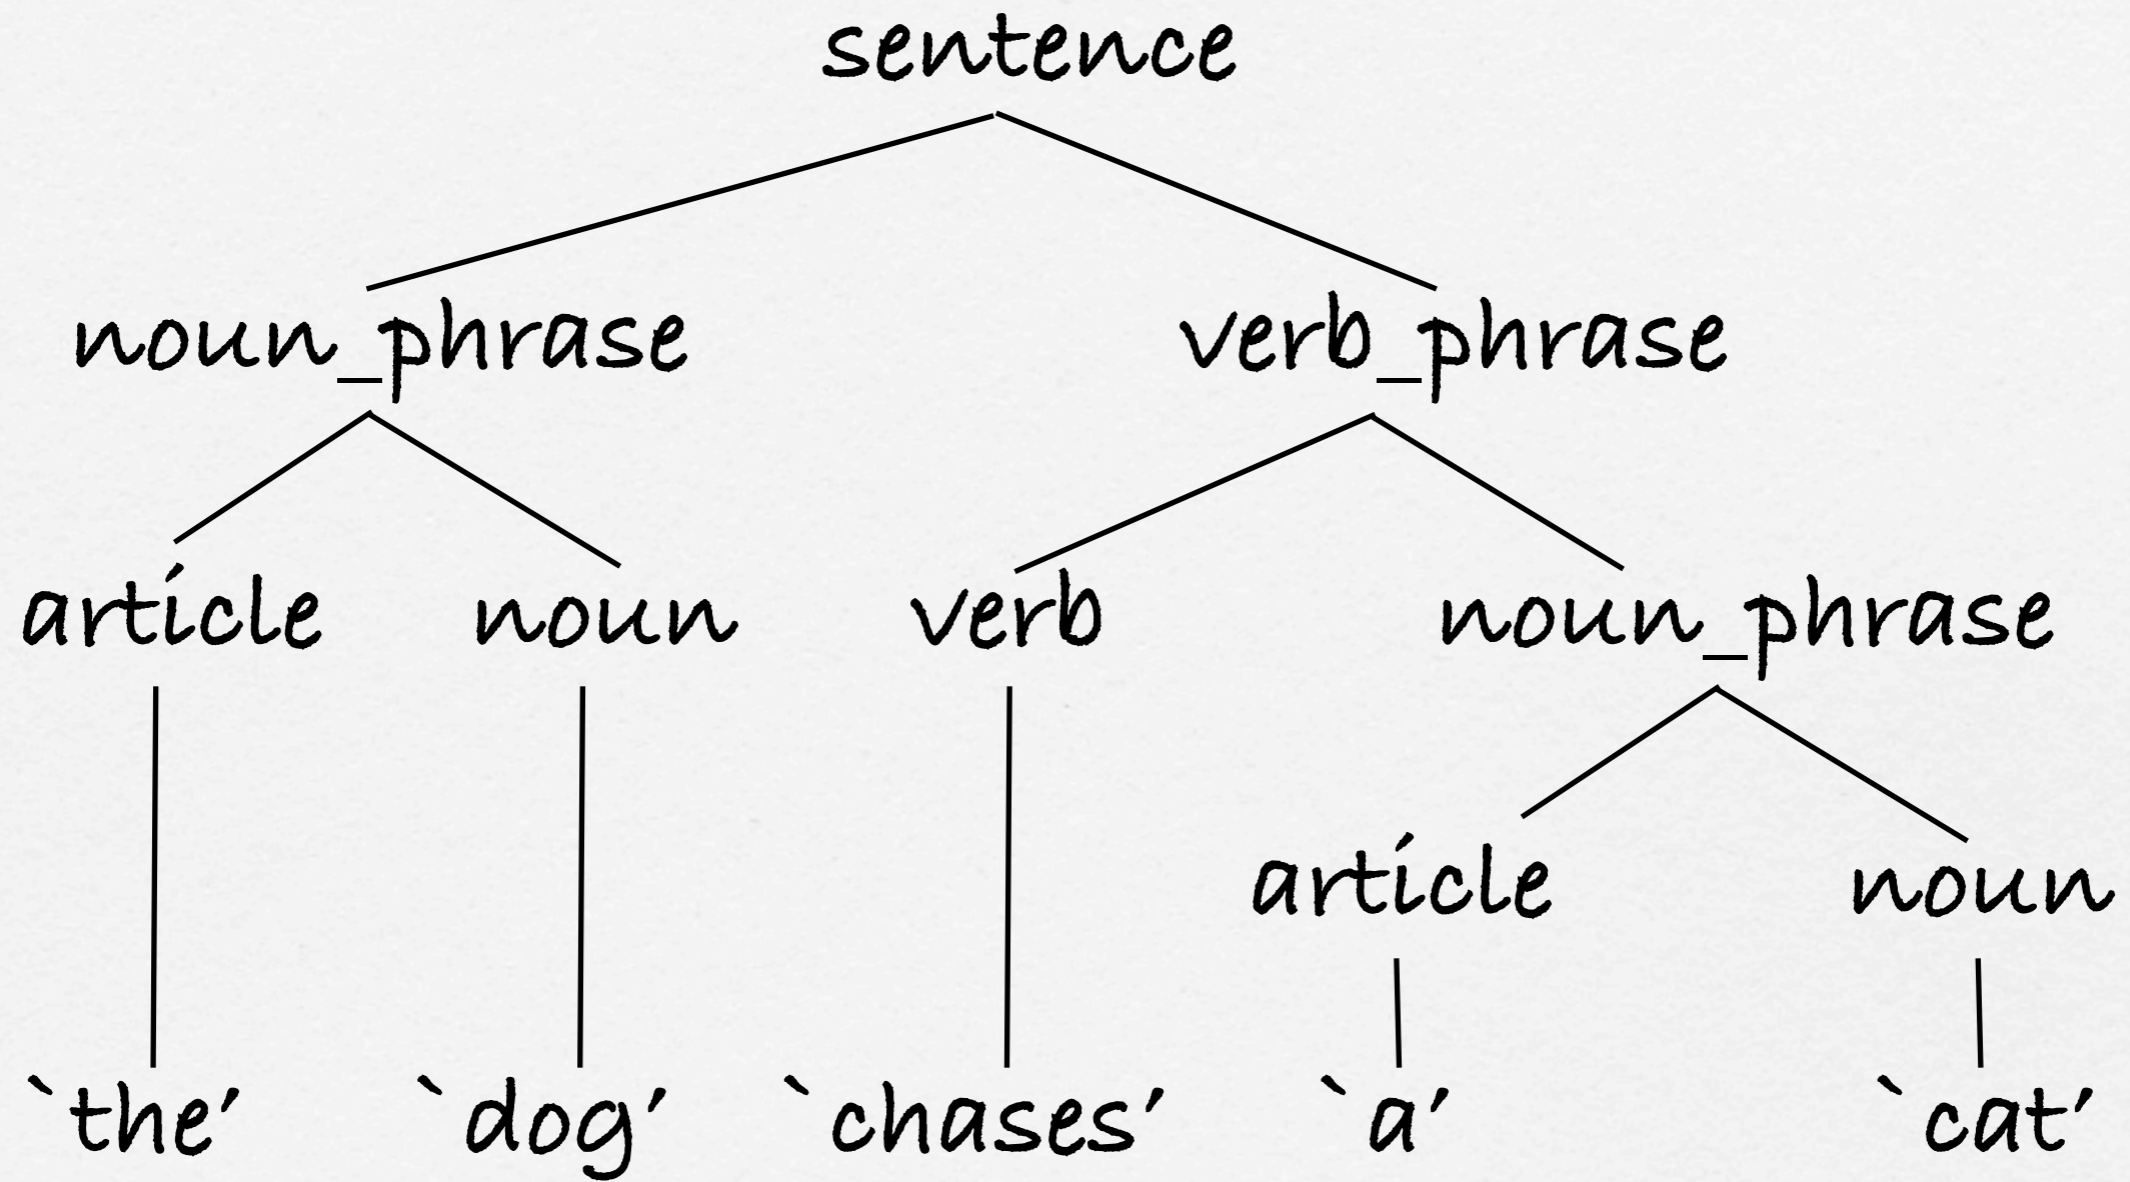 sentence
noun_phrase verb_phrase
article noun verb noun_phrase
article noun
`the' `dog' `chases' `a' `cat'